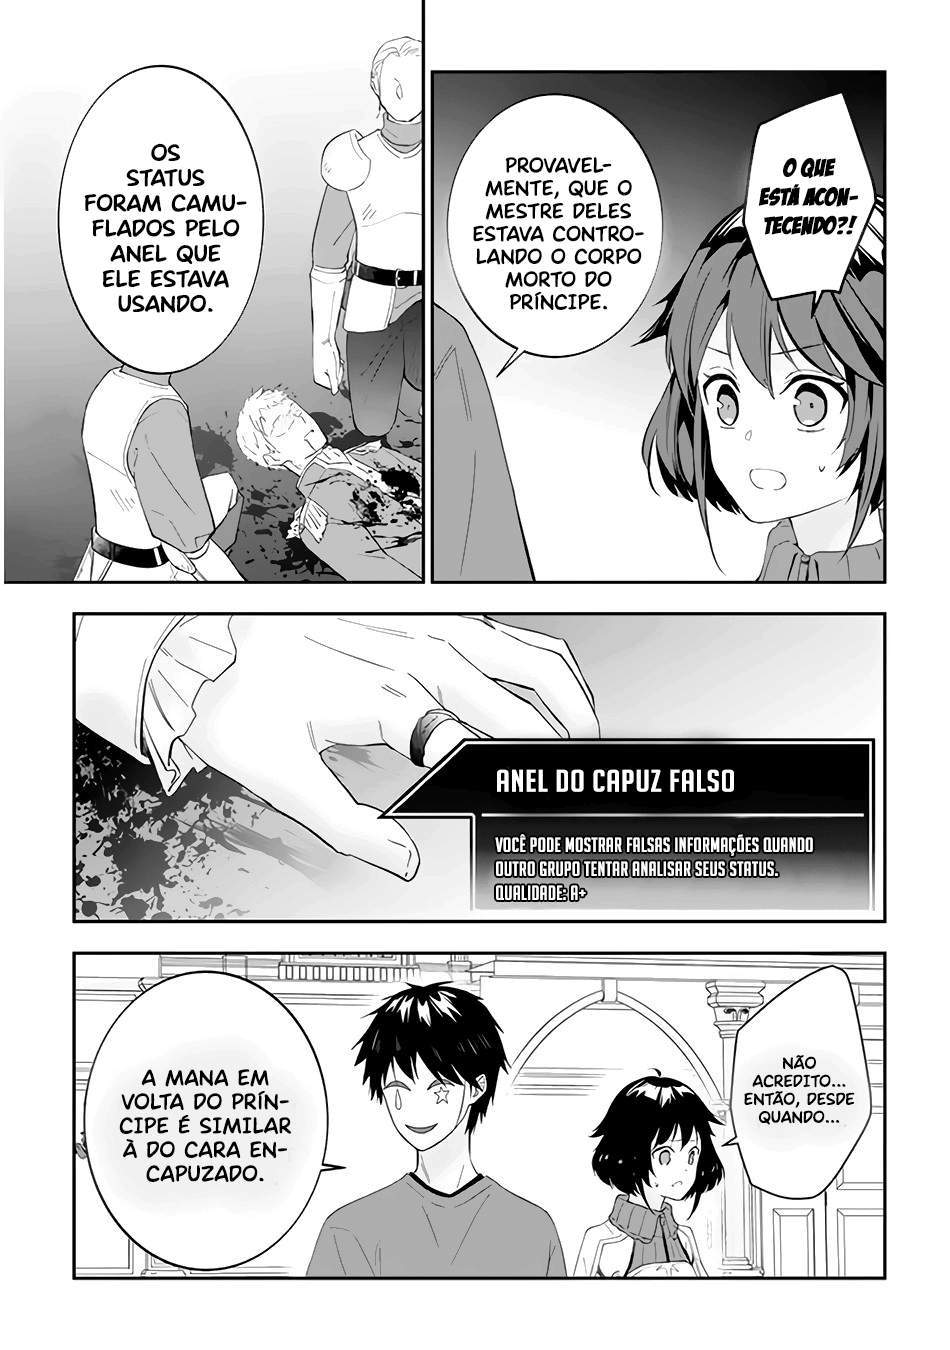 O QUE
ESTÁ ACON-
TECENDO?!
PROVAVEL-
MENTE, QUE O
MESTRE DELES
ESTAVA CONTRO-
LANDO O CORPO
MORTO DO
PRÍNCIPE.
OS
STATUS
FORAM CAMU-
FLADOS PELO
ANEL QUE
ELE ESTAVA
USANDO.
ANEL DO CAPUZ FALSO
VOCÊ PODE MOSTRAR FALSAS INFORMAÇÕES QUANDO
OUTRO GRUPO TENTAR ANALISAR SEUS STATUS.
QUALIDADE: A+
NÃO
ACREDITO...
ENTÃO, DESDE
QUANDO...
A MANA EM
VOLTA DO PRÍN-
CIPE É SIMILAR
À DO CARA EN-
CAPUZADO.